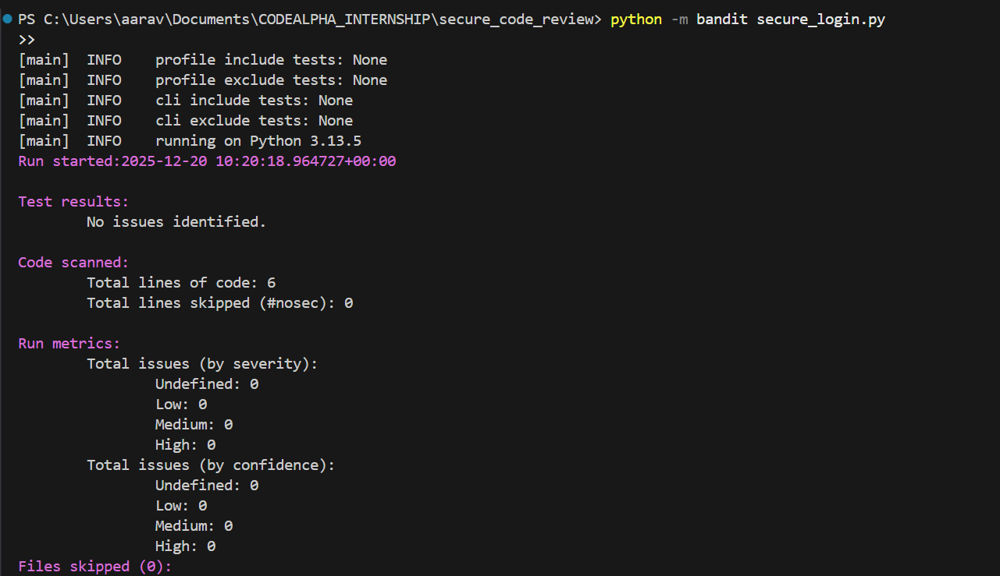 PS C:\Users\aarav\Documents\CODEALPHA_INTERNSHIP\secure_code_review> python -m bandit secure_login.py
>>
[main]  INFO    profile include tests: None
[main]  INFO    profile exclude tests: None
[main]  INFO    cli include tests: None
[main]  INFO    cli exclude tests: None
[main]  INFO    running on Python 3.13.5
Run started:2025-12-20 10:20:18.964727+00:00
Test results:
        No issues identified.
Code scanned:
        Total lines of code: 6
        Total lines skipped (#nosec): 0
Run metrics:
        Total issues (by severity):
                Undefined: 0
                Low: 0
                Medium: 0
                High: 0
        Total issues (by confidence):
                Undefined: 0
                Low: 0
                Medium: 0
                High: 0
Files skipped (0):